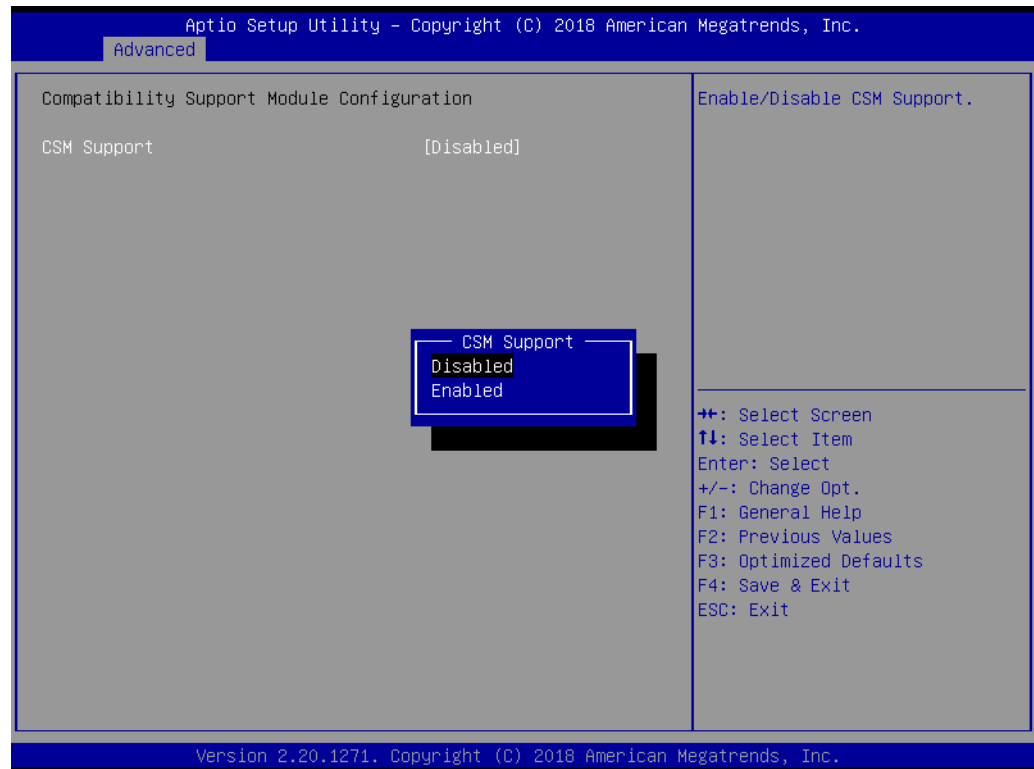 Aptio Setup Utility – Copyright (C) 2018 American Megatrends, Inc.
Advanced
Compatibility Support Module Configuration
CSM Support [Disabled]
Enable/Disable CSM Support.
CSM Support
Disabled
Enabled
→←: Select Screen
↑↓: Select Item
Enter: Select
+/-: Change Opt.
F1: General Help
F2: Previous Values
F3: Optimized Defaults
F4: Save & Exit
ESC: Exit
Version 2.20.1271. Copyright (C) 2018 American Megatrends, Inc.